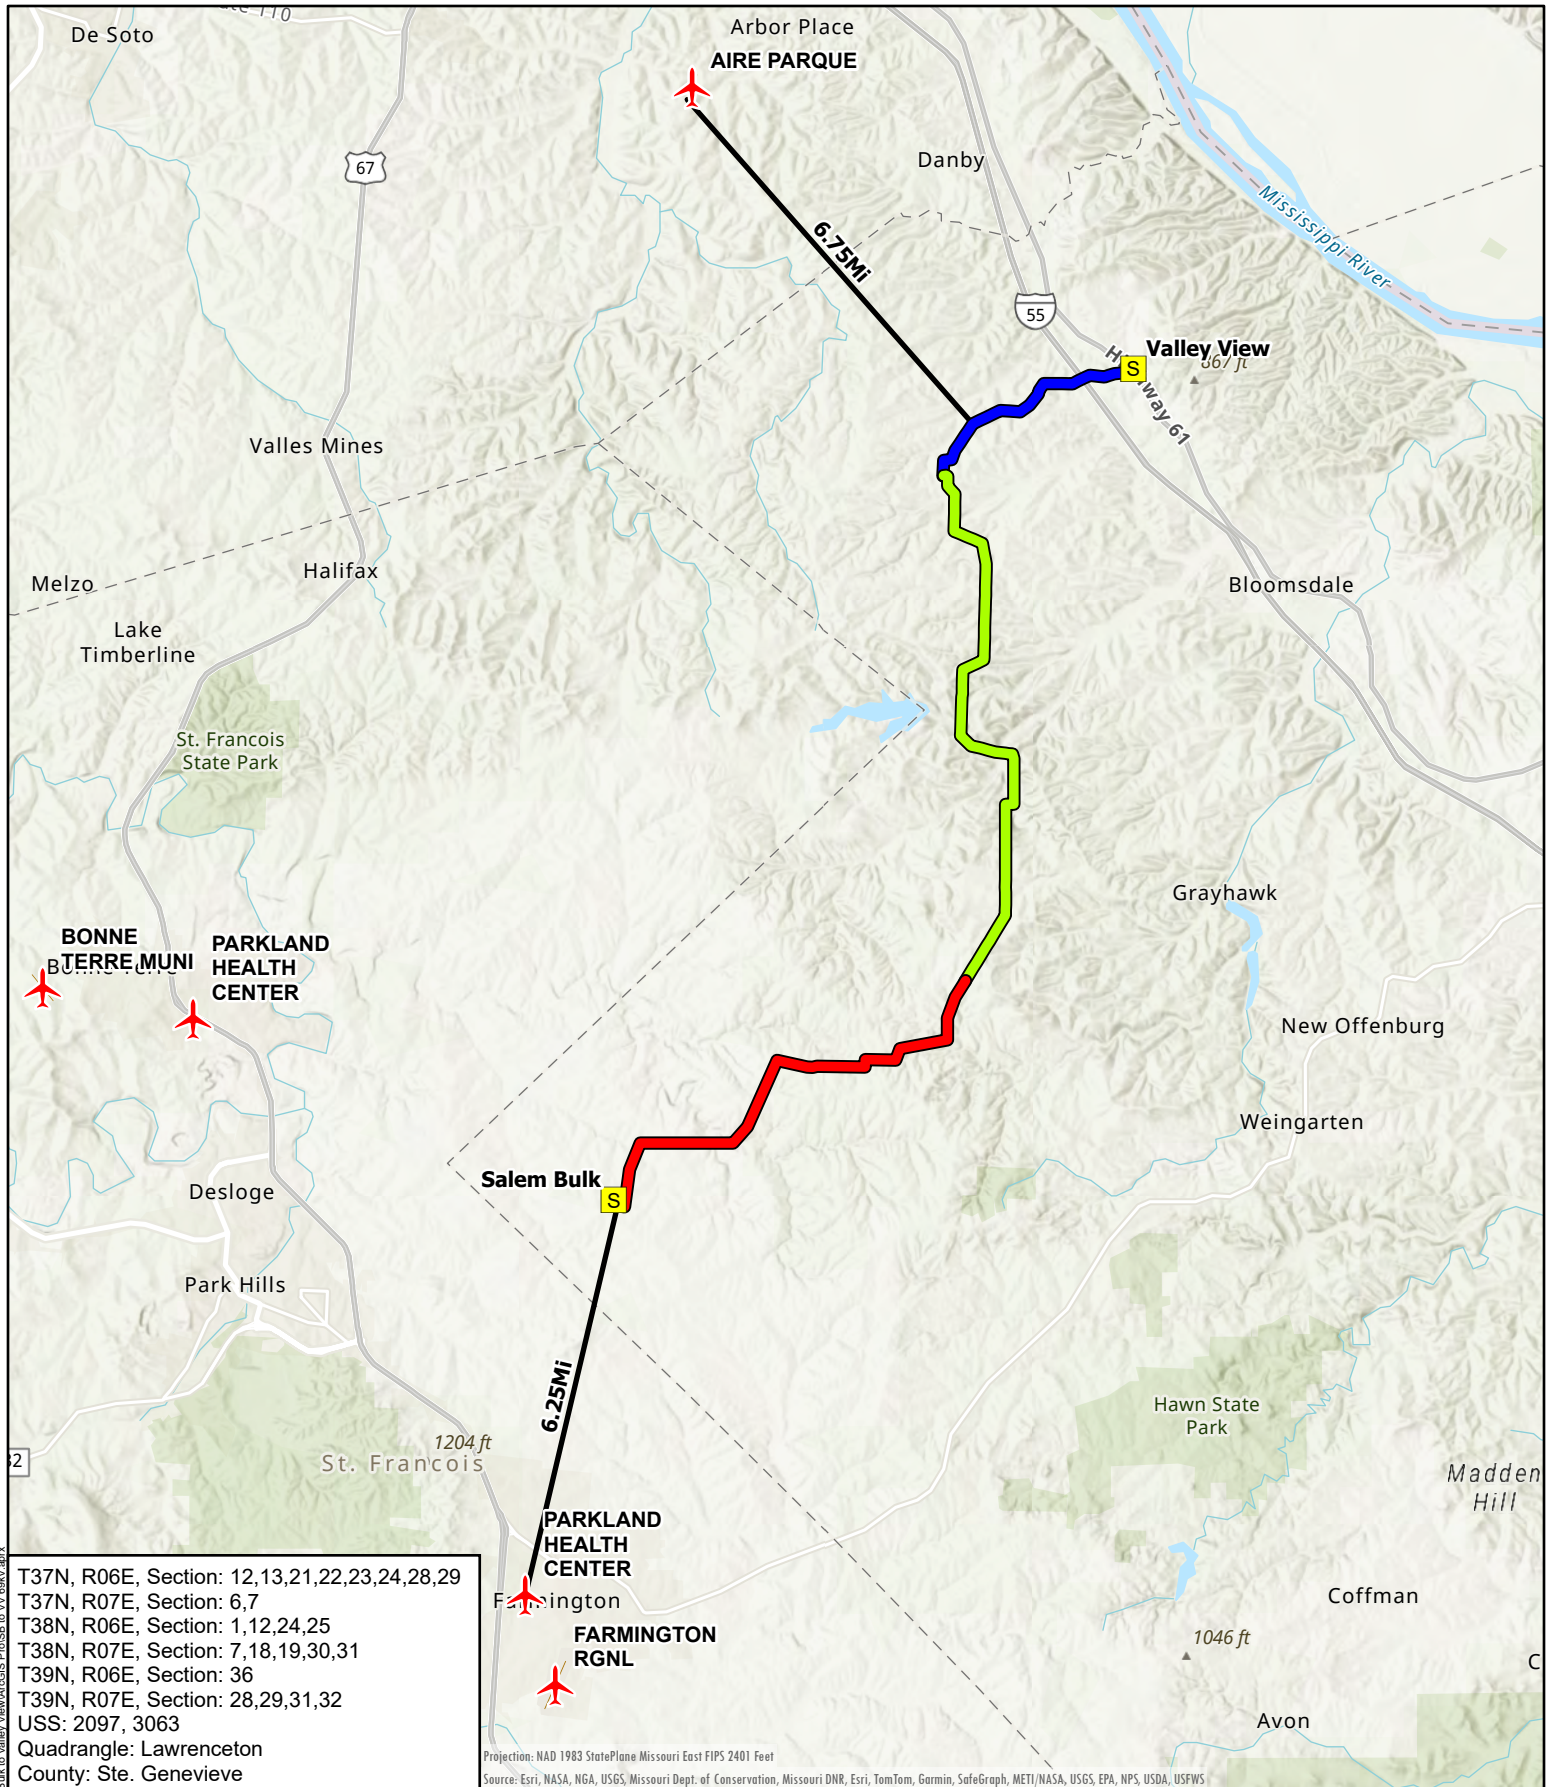 De Soto
Arbor Place
AIRE PARQUE
67
Danby
Mississippi River
6.75Mi
55
Valley View
S
867 ft
Valles Mines
Halifax
Melzo
Bloomsdale
Lake
Timberline
St. Francois
State Park
Grayhawk
BONNE
TERRE MUNI
PARKLAND
HEALTH
CENTER
New Offenburg
Weingarten
Salem Bulk
S
Desloge
Park Hills
6.25Mi
Hawn State
Park
1204 ft
St. Francois
Madden
Hill
PARKLAND
HEALTH
CENTER
Coffman
FARMINGTON
RGNL
1046 ft
Avon
T37N, R06E, Section: 12,13,21,22,23,24,28,29
T37N, R07E, Section: 6,7
T38N, R06E, Section: 1,12,24,25
T38N, R07E, Section: 7,18,19,30,31
T39N, R06E, Section: 36
T39N, R07E, Section: 28,29,31,32
USS: 2097, 3063
Quadrangle: Lawrenceton
County: Ste. Genevieve
Projection: NAD 1983 StatePlane Missouri East FIPS 2401 Feet
Source: Esri, NASA, NGA, USGS, Missouri Dept. of Conservation, Missouri DNR, Esri, TomTom, Garmin, SafeGraph, METI/NASA, USGS, EPA, NPS, USDA, USFWS